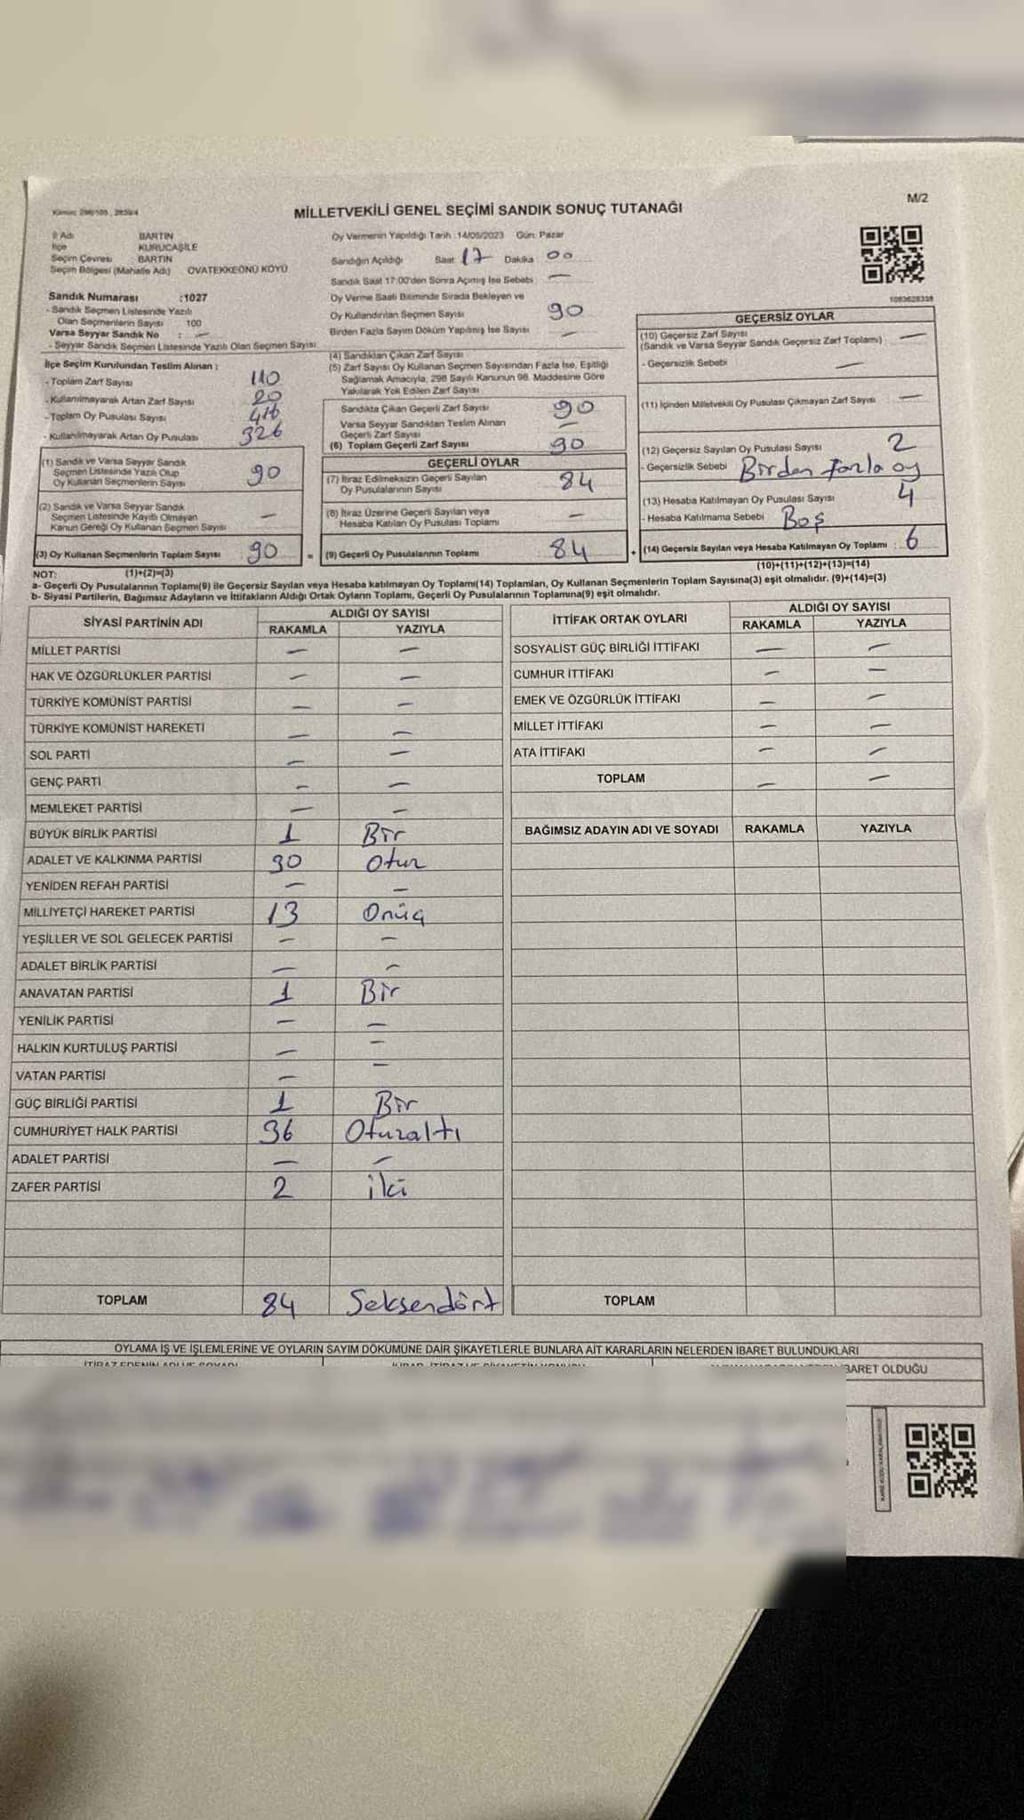 MİLLETVEKİLİ GENEL SEÇİMİ SANDIK SONUÇ TUTANAĞI
M/2
İl Adı BARTIN
İlçe KURUCAŞİLE
Seçim Çevresi BARTIN
Seçim Bölgesi (Mahalle Adı) OVATEKKEÖNÜ KÖYÜ
Sandık Numarası :1027
- Sandık Seçmen Listesinde Yazılı
Olan Seçmenlerin Sayısı 100
Varsa Seyyar Sandık No : —
- Seyyar Sandık Seçmen Listesinde Yazılı Olan Seçmen Sayısı:
Oy Vermenin Yapıldığı Tarih :14/05/2023 Gün: Pazar
Sandığın Açıldığı Saat 17 Dakika 00
Sandık Saat 17:00'den Sonra Açılmış İse Sebebi —
Oy Verme Saati Bitiminde Sırada Bekleyen ve
Oy Kullandırılan Seçmen Sayısı 90
Birden Fazla Sayım Döküm Yapılmış İse Sayısı —
1083628338
İlçe Seçim Kurulundan Teslim Alınan :
- Toplam Zarf Sayısı 110
- Kullanılmayarak Artan Zarf Sayısı 20
- Toplam Oy Pusulası Sayısı 416
- Kullanılmayarak Artan Oy Pusulası 326
(1) Sandık ve Varsa Seyyar Sandık
Seçmen Listesinde Yazılı Olup
Oy Kullanan Seçmenlerin Sayısı 90
(2) Sandık ve Varsa Seyyar Sandık
Seçmen Listesinde Kayıtlı Olmayan
Kanun Gereği Oy Kullanan Seçmen Sayısı —
(3) Oy Kullanan Seçmenlerin Toplam Sayısı 90
(1)+(2)=(3)
(4) Sandıktan Çıkan Zarf Sayısı
(5) Zarf Sayısı Oy Kullanan Seçmen Sayısından Fazla İse, Eşitliği
Sağlamak Amacıyla, 298 Sayılı Kanunun 98. Maddesine Göre
Yakılarak Yok Edilen Zarf Sayısı
Sandıkta Çıkan Geçerli Zarf Sayısı 90
Varsa Seyyar Sandıktan Teslim Alınan
Geçerli Zarf Sayısı —
(6) Toplam Geçerli Zarf Sayısı 90
GEÇERLİ OYLAR
(7) İtiraz Edilmeksizin Geçerli Sayılan
Oy Pusulalarının Sayısı 84
(8) İtiraz Üzerine Geçerli Sayılan veya
Hesaba Katılan Oy Pusulası Toplamı —
= (9) Geçerli Oy Pusulalarının Toplamı 84
GEÇERSİZ OYLAR
(10) Geçersiz Zarf Sayısı —
(Sandık ve Varsa Seyyar Sandık Geçersiz Zarf Toplamı)
- Geçersizlik Sebebi —
(11) İçinden Milletvekili Oy Pusulası Çıkmayan Zarf Sayısı —
(12) Geçersiz Sayılan Oy Pusulası Sayısı 2
- Geçersizlik Sebebi Birden fazla oy
(13) Hesaba Katılmayan Oy Pusulası Sayısı 4
- Hesaba Katılmama Sebebi Boş
+ (14) Geçersiz Sayılan veya Hesaba Katılmayan Oy Toplamı : 6
(10)+(11)+(12)+(13)=(14)
NOT:
a- Geçerli Oy Pusulalarının Toplamı(9) ile Geçersiz Sayılan veya Hesaba katılmayan Oy Toplamı(14) Toplamları, Oy Kullanan Seçmenlerin Toplam Sayısına(3) eşit olmalıdır. (9)+(14)=(3)
b- Siyasi Partilerin, Bağımsız Adayların ve İttifakların Aldığı Ortak Oyların Toplamı, Geçerli Oy Pusulalarının Toplamına(9) eşit olmalıdır.
SİYASİ PARTİNİN ADI ALDIĞI OY SAYISI
RAKAMLA YAZIYLA
MİLLET PARTİSİ — —
HAK VE ÖZGÜRLÜKLER PARTİSİ — —
TÜRKİYE KOMÜNİST PARTİSİ — —
TÜRKİYE KOMÜNİST HAREKETİ — —
SOL PARTİ — —
GENÇ PARTİ — —
MEMLEKET PARTİSİ — —
BÜYÜK BİRLİK PARTİSİ 1 Bir
ADALET VE KALKINMA PARTİSİ 30 Otuz
YENİDEN REFAH PARTİSİ — —
MİLLİYETÇİ HAREKET PARTİSİ 13 Onüç
YEŞİLLER VE SOL GELECEK PARTİSİ — —
ADALET BİRLİK PARTİSİ — —
ANAVATAN PARTİSİ 1 Bir
YENİLİK PARTİSİ — —
HALKIN KURTULUŞ PARTİSİ — —
VATAN PARTİSİ — —
GÜÇ BİRLİĞİ PARTİSİ 1 Bir
CUMHURİYET HALK PARTİSİ 36 Otuzaltı
ADALET PARTİSİ — —
ZAFER PARTİSİ 2 iki
TOPLAM 84 Seksendört
İTTİFAK ORTAK OYLARI ALDIĞI OY SAYISI
RAKAMLA YAZIYLA
SOSYALİST GÜÇ BİRLİĞİ İTTİFAKI — —
CUMHUR İTTİFAKI — —
EMEK VE ÖZGÜRLÜK İTTİFAKI — —
MİLLET İTTİFAKI — —
ATA İTTİFAKI — —
TOPLAM — —
BAĞIMSIZ ADAYIN ADI VE SOYADI RAKAMLA YAZIYLA
TOPLAM
OYLAMA İŞ VE İŞLEMLERİNE VE OYLARIN SAYIM DÖKÜMÜNE DAİR ŞİKAYETLERLE BUNLARA AİT KARARLARIN NELERDEN İBARET BULUNDUKLARI
BARET OLDUĞU